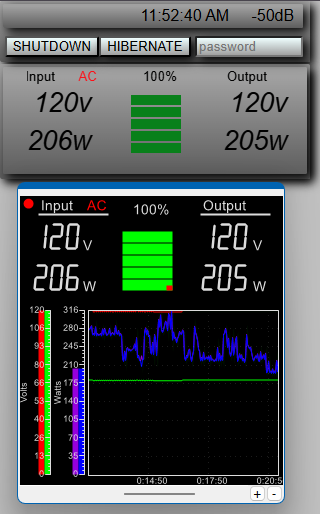 11:52:40 AM -50dB
SHUTDOWN HIBERNATE password
Input AC 100% Output
120v 120v
206w 205w
Input AC 100% Output
120 V 120 V
206 W 205 W
120 316
106 280
93 245
80 210
66 175
53 140
40 105
26 70
13 35
0 0
Volts
Watts
0:14:50 0:17:50 0:20:5
+ -